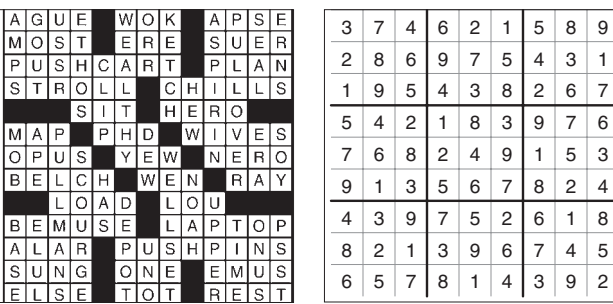 AGUE WOK APSE
MOST ERE SUER
PUSHCART PLAN
STROLL CHILLS
SIT HERO
MAP PHD WIVES
OPUS YEW NERO
BELCH WEN RAY
LOAD LOU
BEMUSE LAPTOP
ALAR PUSHPINS
SUNG ONE EMUS
ELSE TOT REST
3 7 4 6 2 1 5 8 9
2 8 6 9 7 5 4 3 1
1 9 5 4 3 8 2 6 7
5 4 2 1 8 3 9 7 6
7 6 8 2 4 9 1 5 3
9 1 3 5 6 7 8 2 4
4 3 9 7 5 2 6 1 8
8 2 1 3 9 6 7 4 5
6 5 7 8 1 4 3 9 2